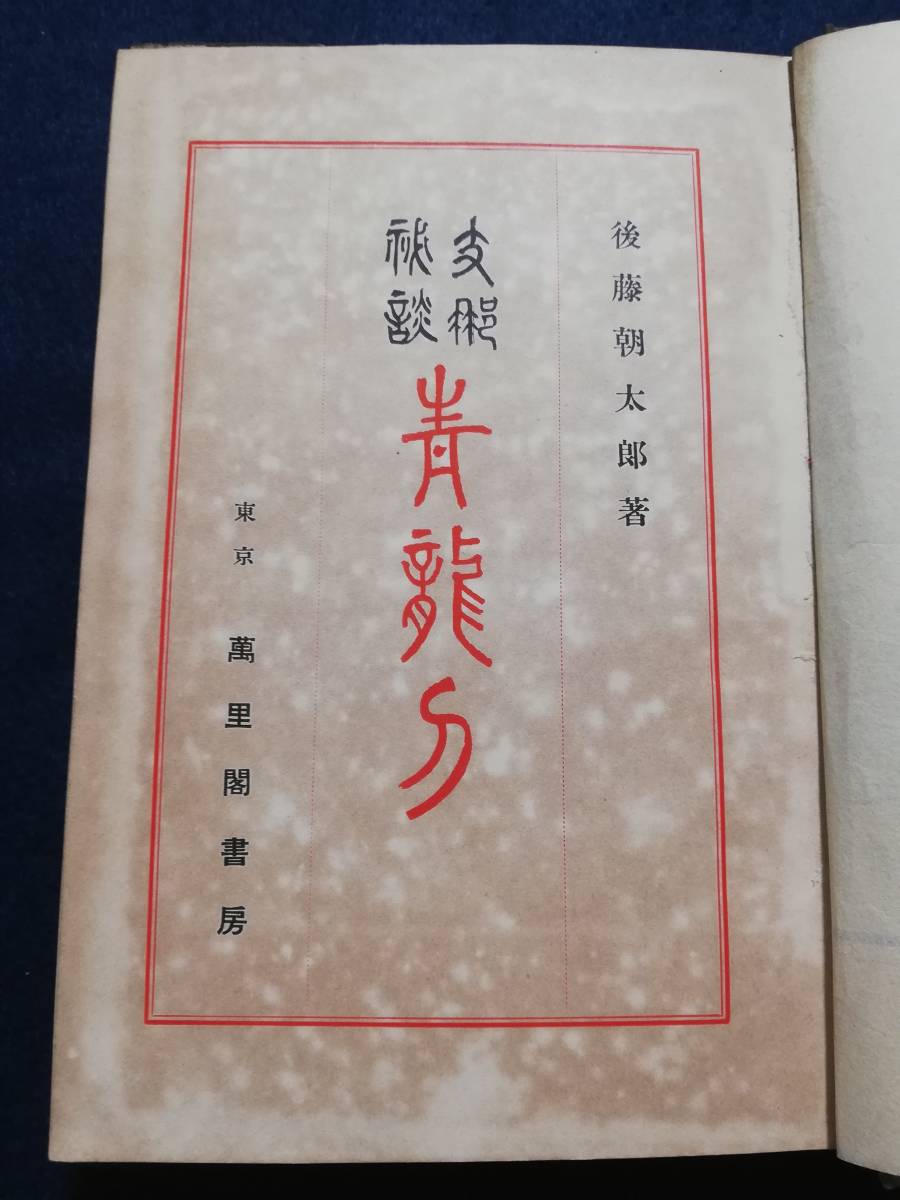 後藤朝太郎著
支那
祕談
青龍刀
東京 萬里閣書房